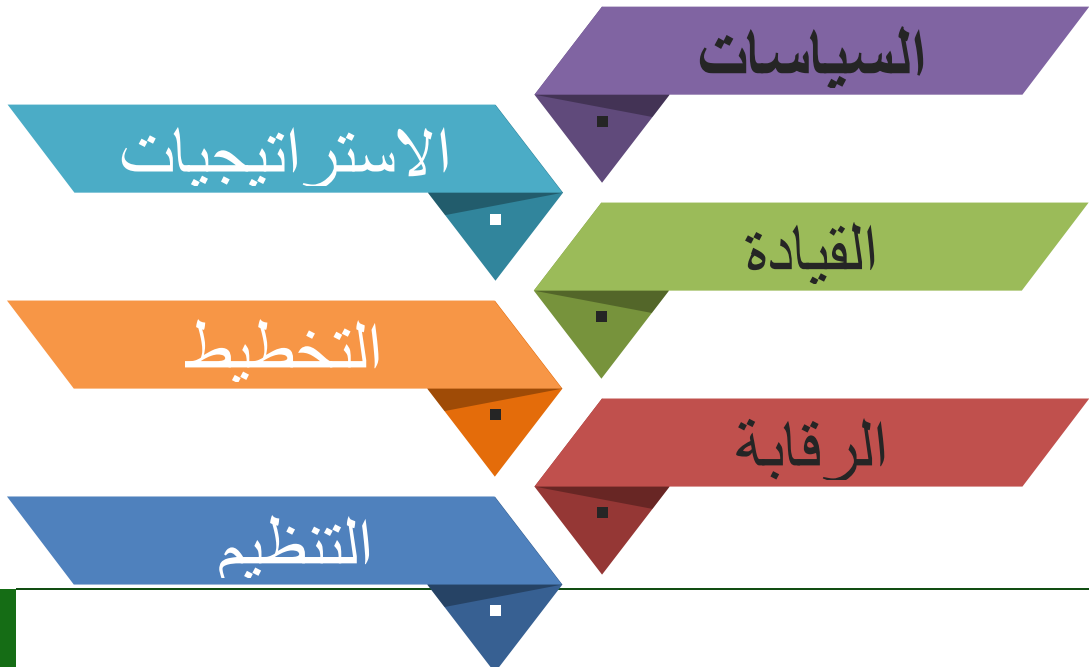 السياسات
الاستراتيجيات
القيادة
التخطيط
الرقابة
التنظيم